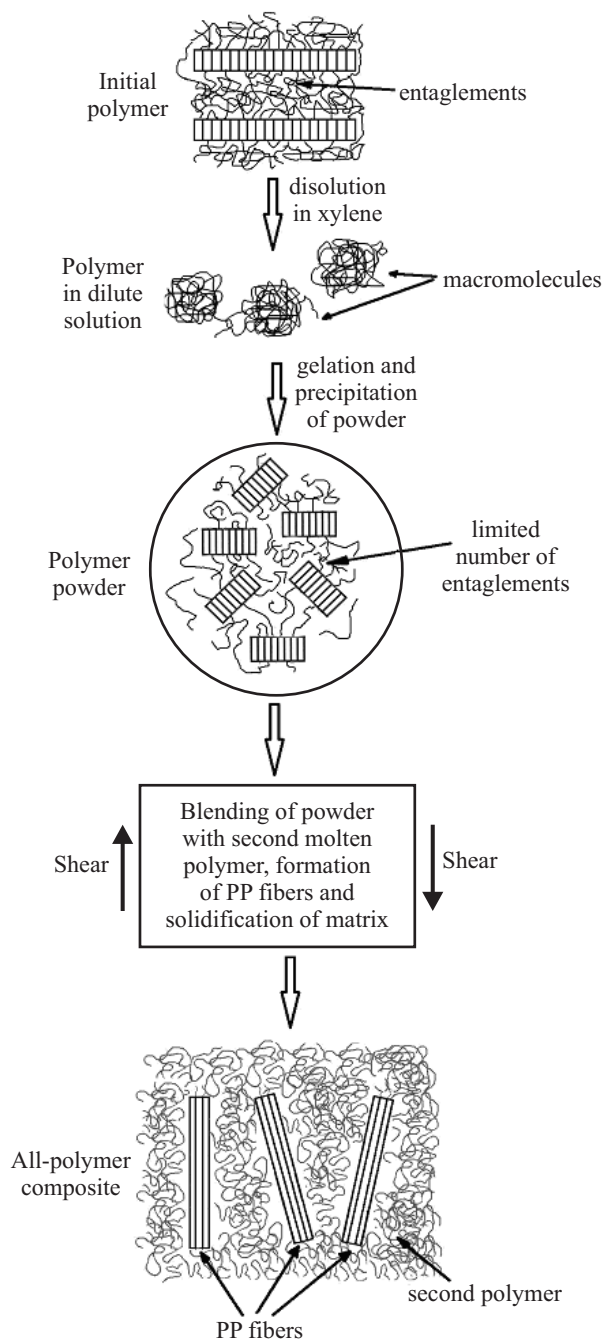 Initial
polymer
entaglements
disolution
in xylene
Polymer
in dilute
solution
macromolecules
gelation and
precipitation
of powder
Polymer
powder
limited
number of
entaglements
Shear
Blending of powder
with second molten
polymer, formation
of PP fibers and
solidification of matrix
Shear
All-polymer
composite
second polymer
PP fibers